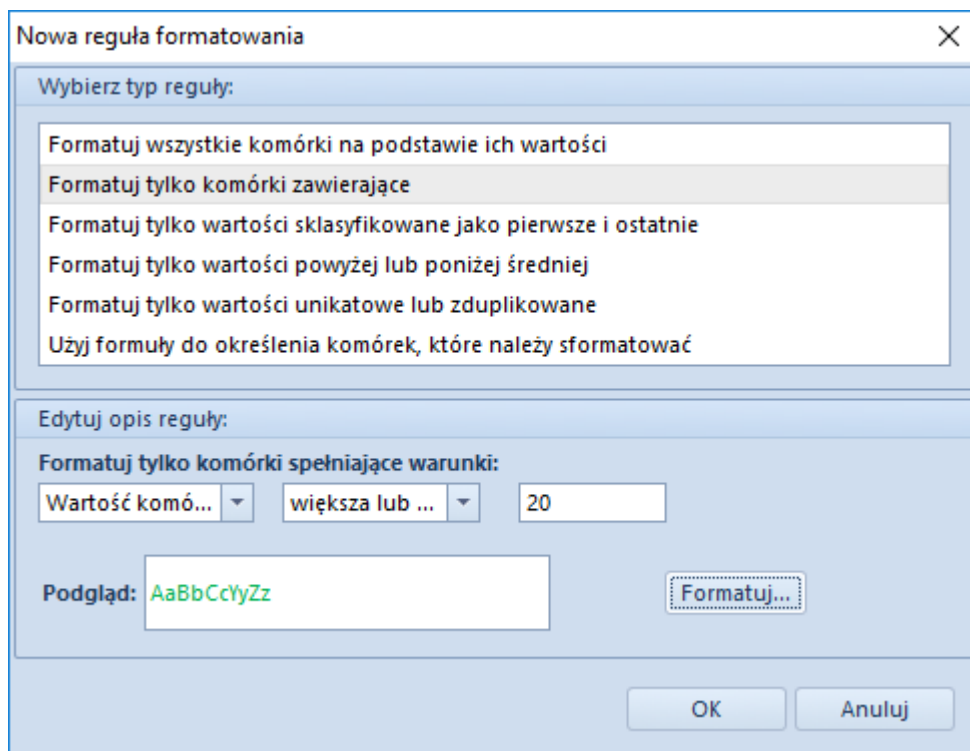 Nowa reguła formatowania
Wybierz typ reguły:
Formatuj wszystkie komórki na podstawie ich wartości
Formatuj tylko komórki zawierające
Formatuj tylko wartości sklasyfikowane jako pierwsze i ostatnie
Formatuj tylko wartości powyżej lub poniżej średniej
Formatuj tylko wartości unikatowe lub zduplikowane
Użyj formuły do określenia komórek, które należy sformatować
Edytuj opis reguły:
Formatuj tylko komórki spełniające warunki:
Wartość komó... większa lub ... 20
Podgląd: AaBbCcYyZz Formatuj...
OK Anuluj